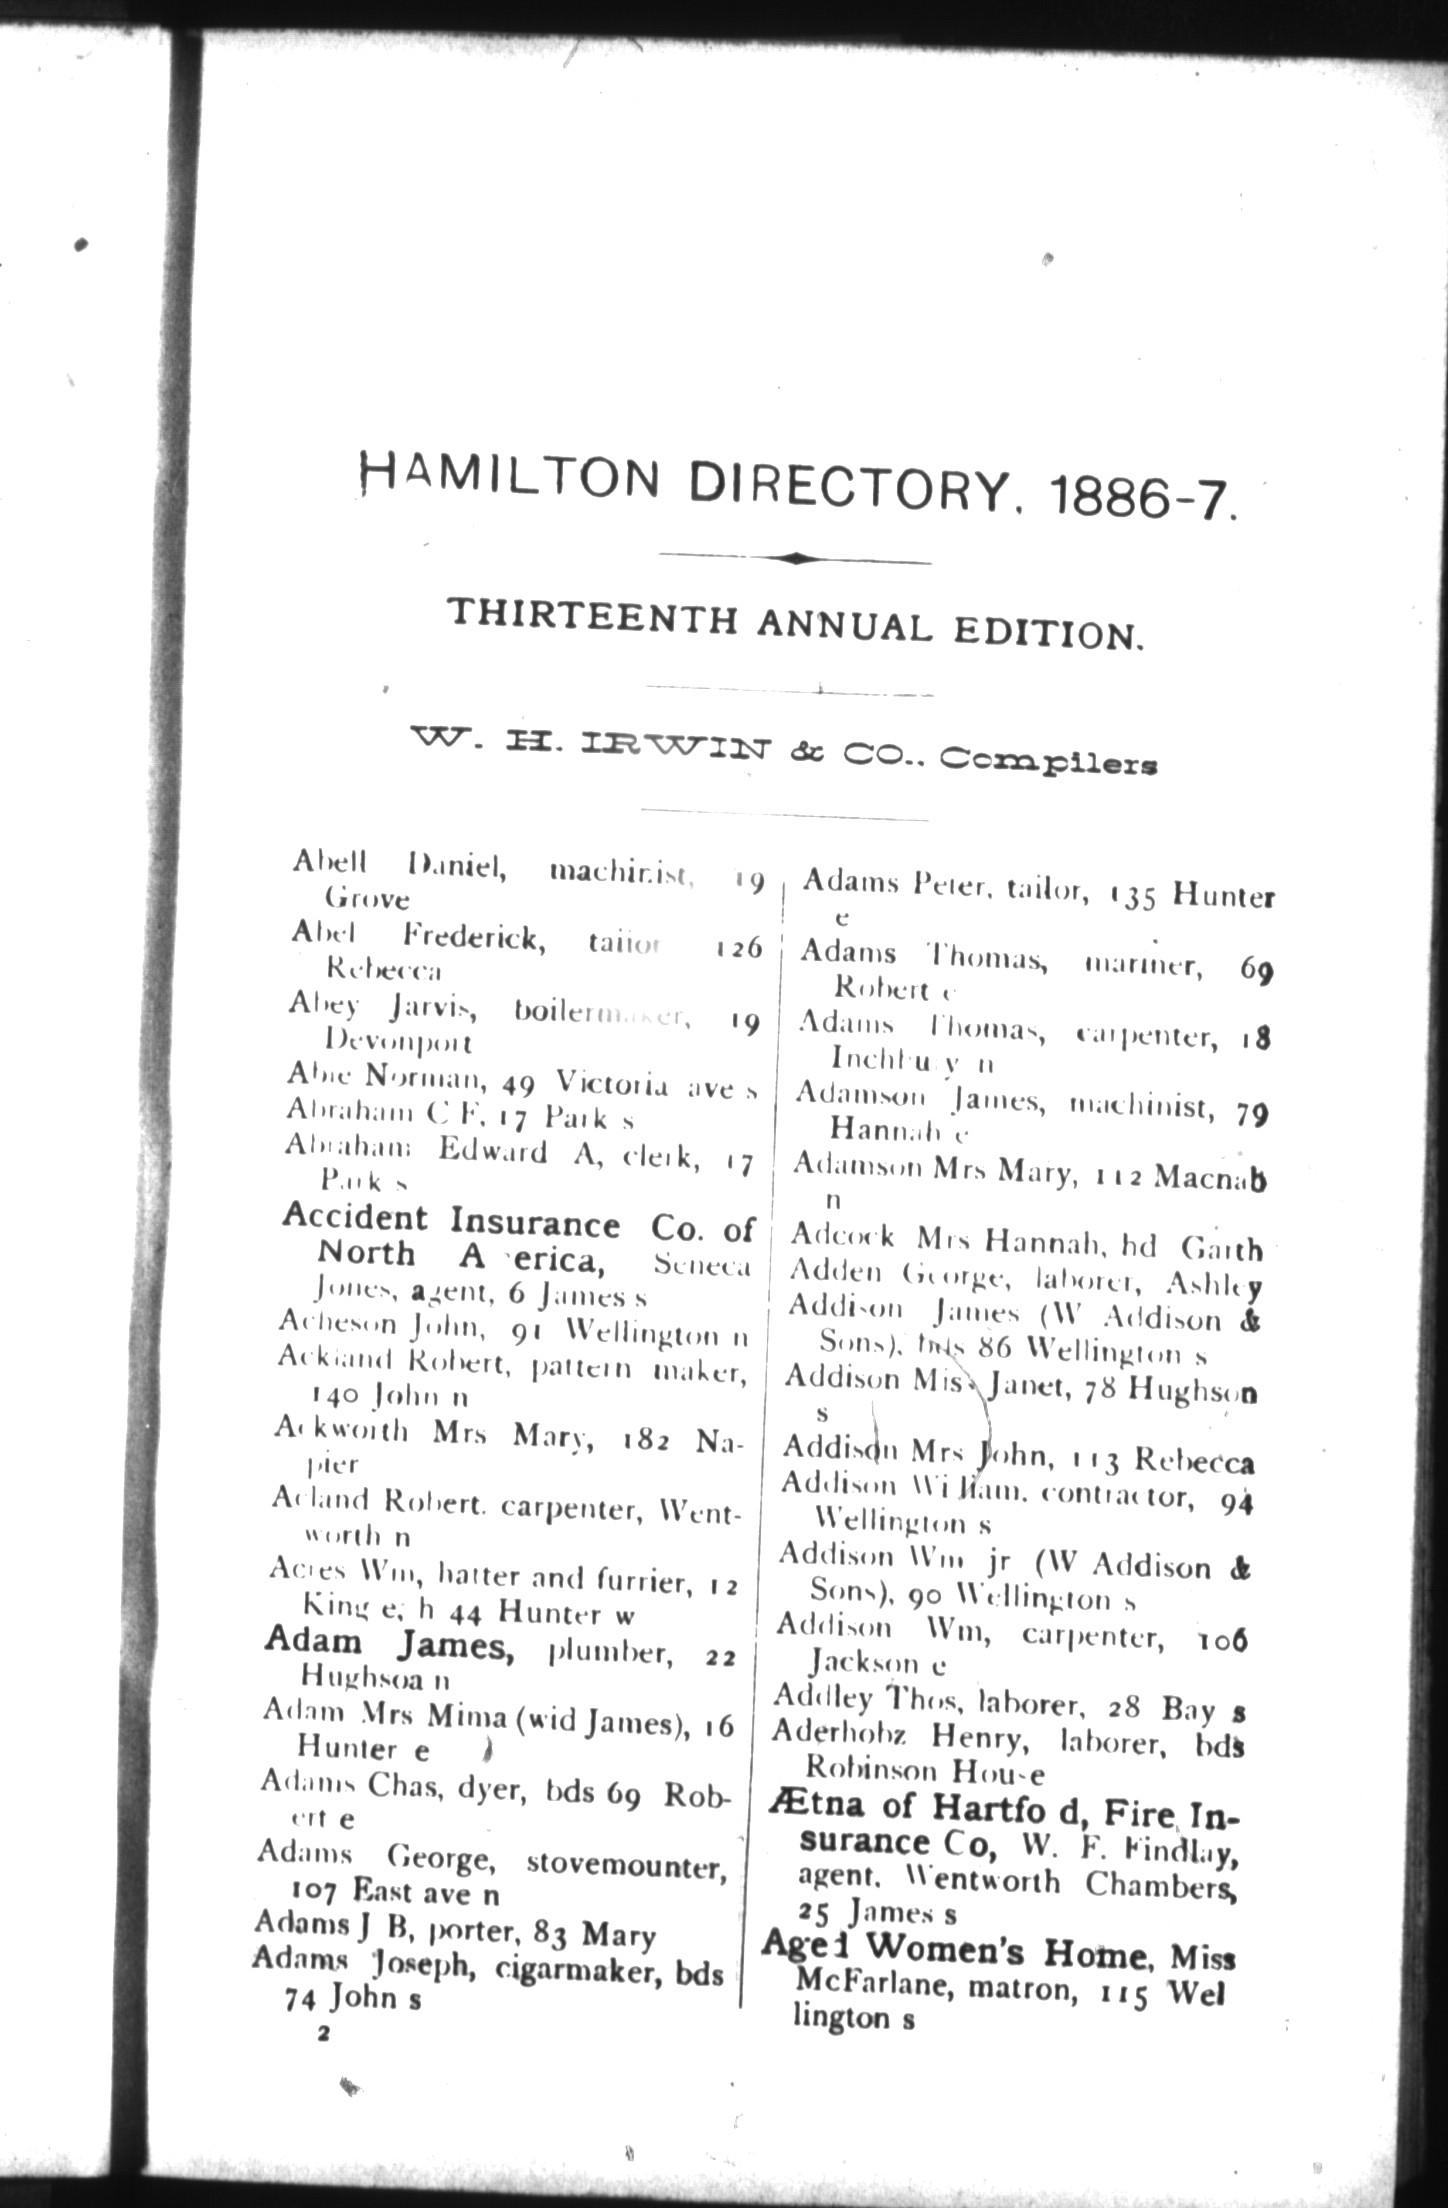 HAMILTON DIRECTORY, 1886-7.
THIRTEENTH ANNUAL EDITION.
W. H. IRWIN & CO., Compilers
Abell Daniel, machinist, 19
Grove
Abel Frederick, tailor 126
Rebecca
Abey Jarvis, boilermaker, 19
Devonport
Abie Norman, 49 Victoria ave s
Abraham C F, 17 Park s
Abraham Edward A, clerk, 17
Park s
Accident Insurance Co. of
North A erica, Seneca
Jones, agent, 6 James s
Acheson John, 91 Wellington n
Ackland Robert, pattern maker,
140 John n
Ackworth Mrs Mary, 182 Na-
pier
Acland Robert. carpenter, Went-
worth n
Acres Wm, hatter and furrier, 12
King e; h 44 Hunter w
Adam James, plumber, 22
Hughsoa n
Adam Mrs Mima (wid James), 16
Hunter e
Adams Chas, dyer, bds 69 Rob-
ert e
Adams George, stovemounter,
107 East ave n
Adams J B, porter, 83 Mary
Adams Joseph, cigarmaker, bds
74 John s
2
Adams Peter, tailor, 135 Hunter
e
Adams Thomas, mariner, 69
Robert e
Adams Thomas, carpenter, 18
Inchbury n
Adamson James, machinist, 79
Hannah e
Adamson Mrs Mary, 112 Macnab
n
Adcock Mrs Hannah, hd Garth
Adden George, laborer, Ashley
Addison James (W Addison &
Sons), bds 86 Wellington s
Addison Miss Janet, 78 Hughson
s
Addison Mrs John, 113 Rebecca
Addison William, contractor, 94
Wellington s
Addison Wm jr (W Addison &
Sons), 90 Wellington s
Addison Wm, carpenter, 106
Jackson e
Addley Thos, laborer, 28 Bay s
Aderhobz Henry, laborer, bds
Robinson House
Ætna of Hartfo d, Fire In-
surance Co, W. F. Findlay,
agent, Wentworth Chambers,
25 James s
Aged Women's Home, Miss
McFarlane, matron, 115 Wel
lington s